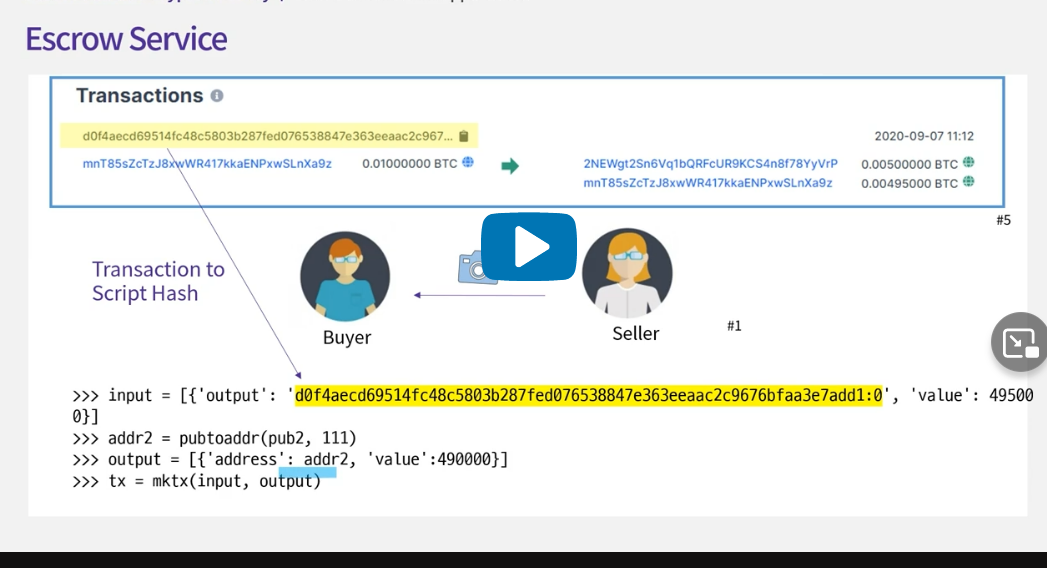 Escrow Service
Transactions
d0f4aecd69514fc48c5803b287fed076538847e363eeaac2c967...
2020-09-07 11:12
mnT85sZcTzJ8xwWR417kkaENPxwSLnXa9z 0.01000000 BTC
2NEWgt2Sn6Vq1bQRFcUR9KCS4n8f78YyVrP 0.00500000 BTC
mnT85sZcTzJ8xwWR417kkaENPxwSLnXa9z 0.00495000 BTC
#5
Transaction to
Script Hash
Buyer
Seller
#1
>>> input = [{'output': 'd0f4aecd69514fc48c5803b287fed076538847e363eeaac2c9676bfaa3e7add1:0', 'value': 49500
0}]
>>> addr2 = pubtoaddr(pub2, 111)
>>> output = [{'address': addr2, 'value':490000}]
>>> tx = mktx(input, output)